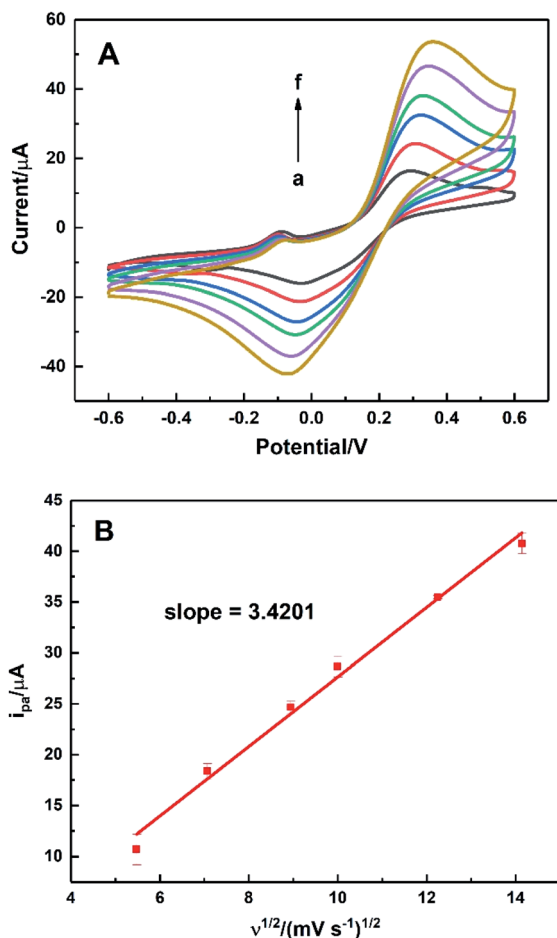 A
60
40
20
0
-20
-40
Current/μA
f
a
-0.6 -0.4 -0.2 0.0 0.2 0.4 0.6
Potential/V
B
45
40
35
30
25
20
15
10
i_pa/μA
slope = 3.4201
4 6 8 10 12 14
ν^1/2/(mV s^-1)^1/2